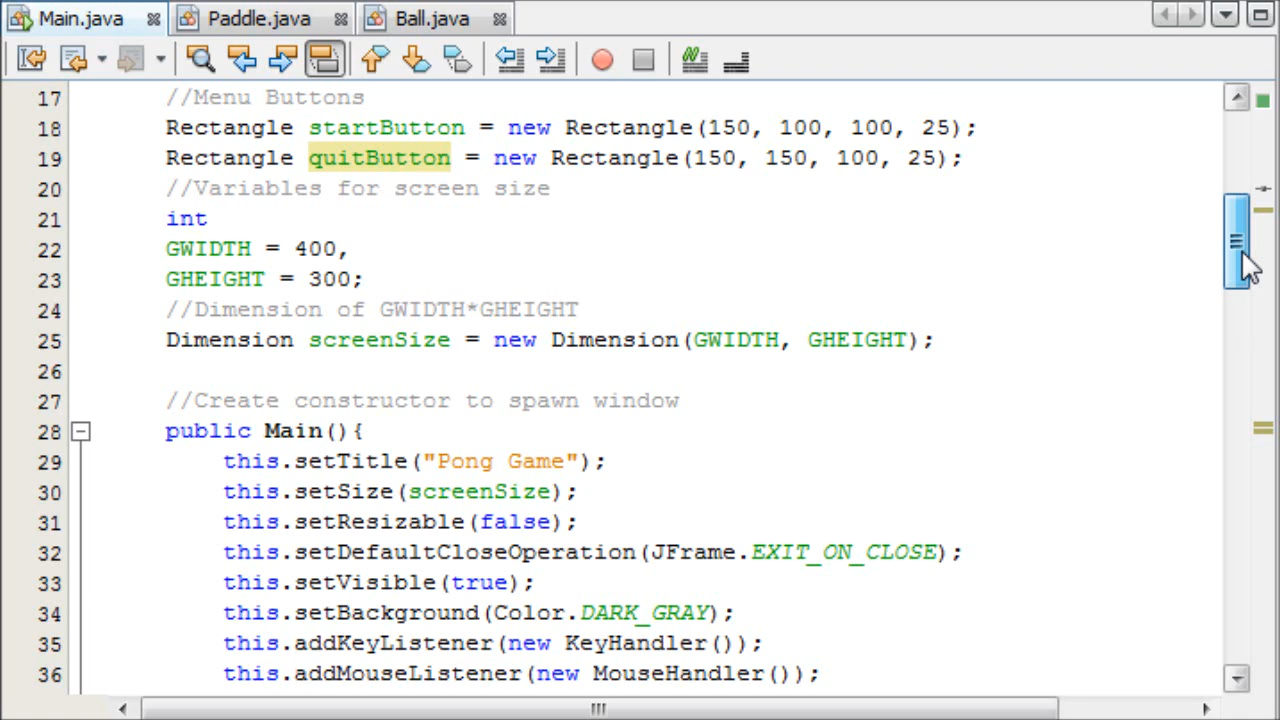 Main.java Paddle.java Ball.java
17 //Menu Buttons
18 Rectangle startButton = new Rectangle(150, 100, 100, 25);
19 Rectangle quitButton = new Rectangle(150, 150, 100, 25);
20 //Variables for screen size
21 int
22 GWIDTH = 400,
23 GHEIGHT = 300;
24 //Dimension of GWIDTH*GHEIGHT
25 Dimension screenSize = new Dimension(GWIDTH, GHEIGHT);
26
27 //Create constructor to spawn window
28 public Main(){
29 this.setTitle("Pong Game");
30 this.setSize(screenSize);
31 this.setResizable(false);
32 this.setDefaultCloseOperation(JFrame.EXIT_ON_CLOSE);
33 this.setVisible(true);
34 this.setBackground(Color.DARK_GRAY);
35 this.addKeyListener(new KeyHandler());
36 this.addMouseListener(new MouseHandler());